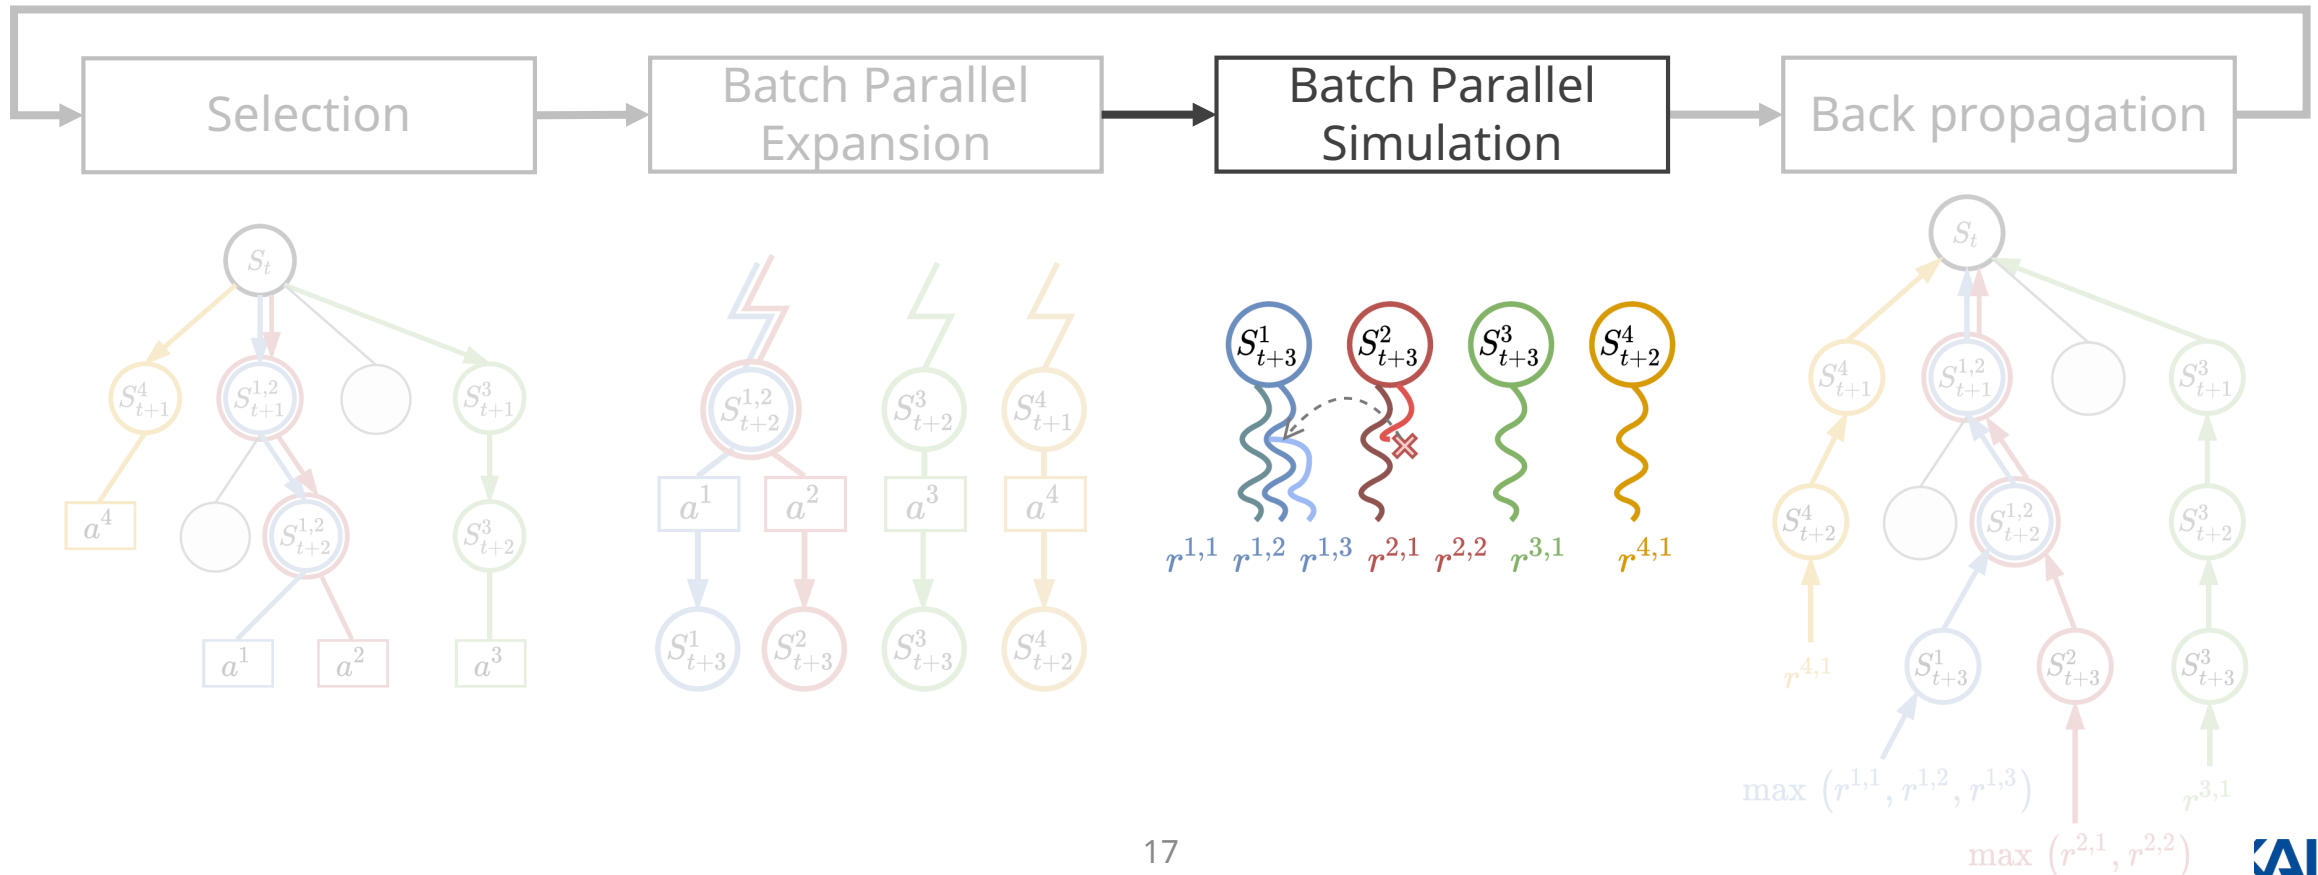 Selection
Batch Parallel
Expansion
Batch Parallel
Simulation
Back propagation
S_t
S^4_{t+1}
S^{1,2}_{t+1}
S^3_{t+1}
a^4
S^{1,2}_{t+2}
S^3_{t+2}
a^1
a^2
a^3
S^{1,2}_{t+2}
S^3_{t+2}
S^4_{t+1}
a^1
a^2
a^3
a^4
S^1_{t+3}
S^2_{t+3}
S^3_{t+3}
S^4_{t+2}
S^1_{t+3}
S^2_{t+3}
S^3_{t+3}
S^4_{t+2}
r^{1,1} r^{1,2} r^{1,3} r^{2,1} r^{2,2} r^{3,1} r^{4,1}
S_t
S^4_{t+1}
S^{1,2}_{t+1}
S^3_{t+1}
S^4_{t+2}
S^{1,2}_{t+2}
S^3_{t+2}
r^{4,1}
S^1_{t+3}
S^2_{t+3}
S^3_{t+3}
max (r^{1,1}, r^{1,2}, r^{1,3})
r^{3,1}
max (r^{2,1}, r^{2,2})
17
KAI